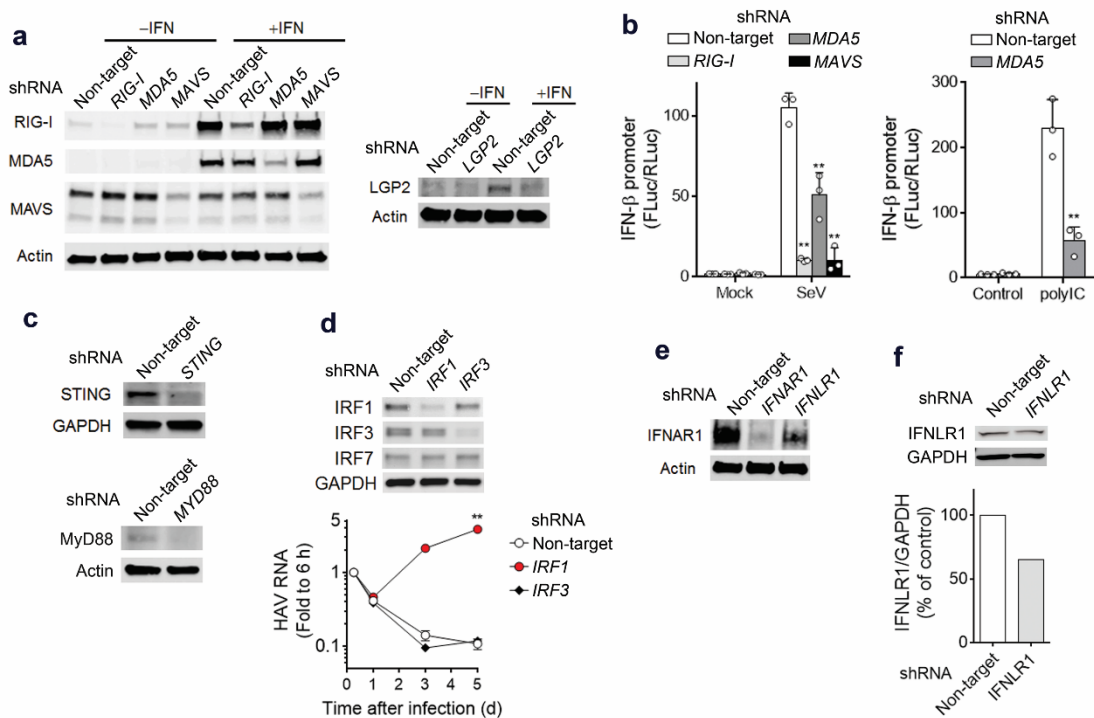 a
–IFN
+IFN
shRNA
Non-target
RIG-I
MDA5
MAVS
Non-target
RIG-I
MDA5
MAVS
RIG-I
MDA5
MAVS
Actin
–IFN
+IFN
shRNA
Non-target
LGP2
Non-target
LGP2
LGP2
Actin
b
shRNA
Non-target
MDA5
RIG-I
MAVS
IFN-β promoter
(FLuc/RLuc)
100
50
0
**
**
**
Mock
SeV
shRNA
Non-target
MDA5
IFN-β promoter
(FLuc/RLuc)
300
200
100
0
**
Control
polyIC
c
shRNA
Non-target
STING
STING
GAPDH
shRNA
Non-target
MYD88
MyD88
Actin
d
shRNA
Non-target
IRF1
IRF3
IRF1
IRF3
IRF7
GAPDH
HAV RNA
(Fold to 6 h)
5
1
0.1
**
0 1 2 3 4 5
Time after infection (d)
shRNA
Non-target
IRF1
IRF3
e
shRNA
Non-target
IFNAR1
IFNLR1
IFNAR1
Actin
f
shRNA
Non-target
IFNLR1
IFNLR1
GAPDH
IFNLR1/GAPDH
(% of control)
100
50
0
shRNA
Non-target
IFNLR1